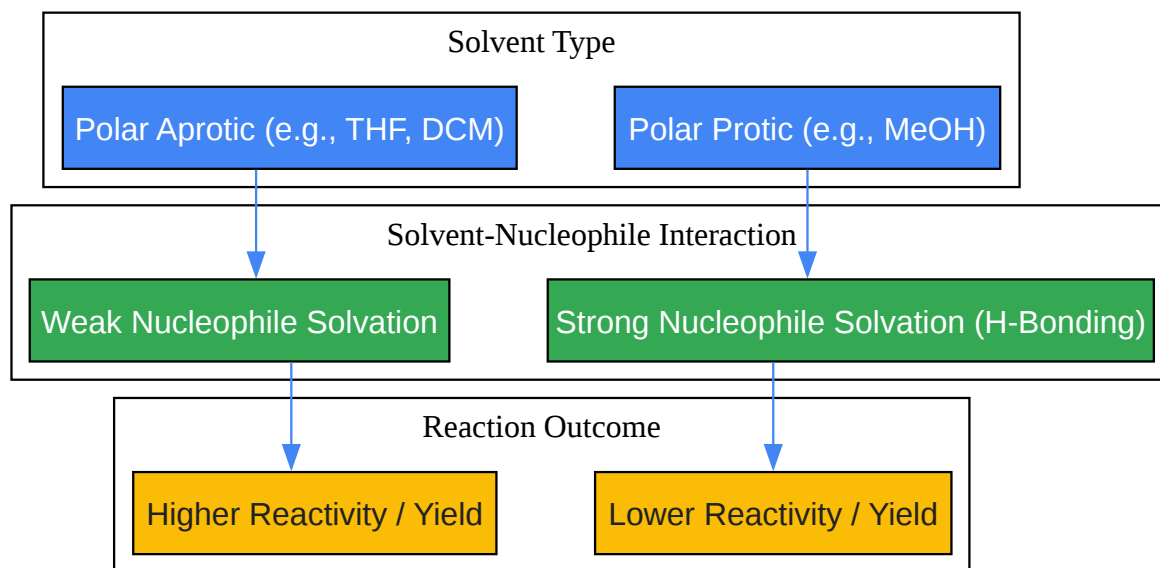 Solvent Type
Polar Aprotic (e.g., THF, DCM)
Polar Protic (e.g., MeOH)
Solvent-Nucleophile Interaction
Weak Nucleophile Solvation
Strong Nucleophile Solvation (H-Bonding)
Reaction Outcome
Higher Reactivity / Yield
Lower Reactivity / Yield